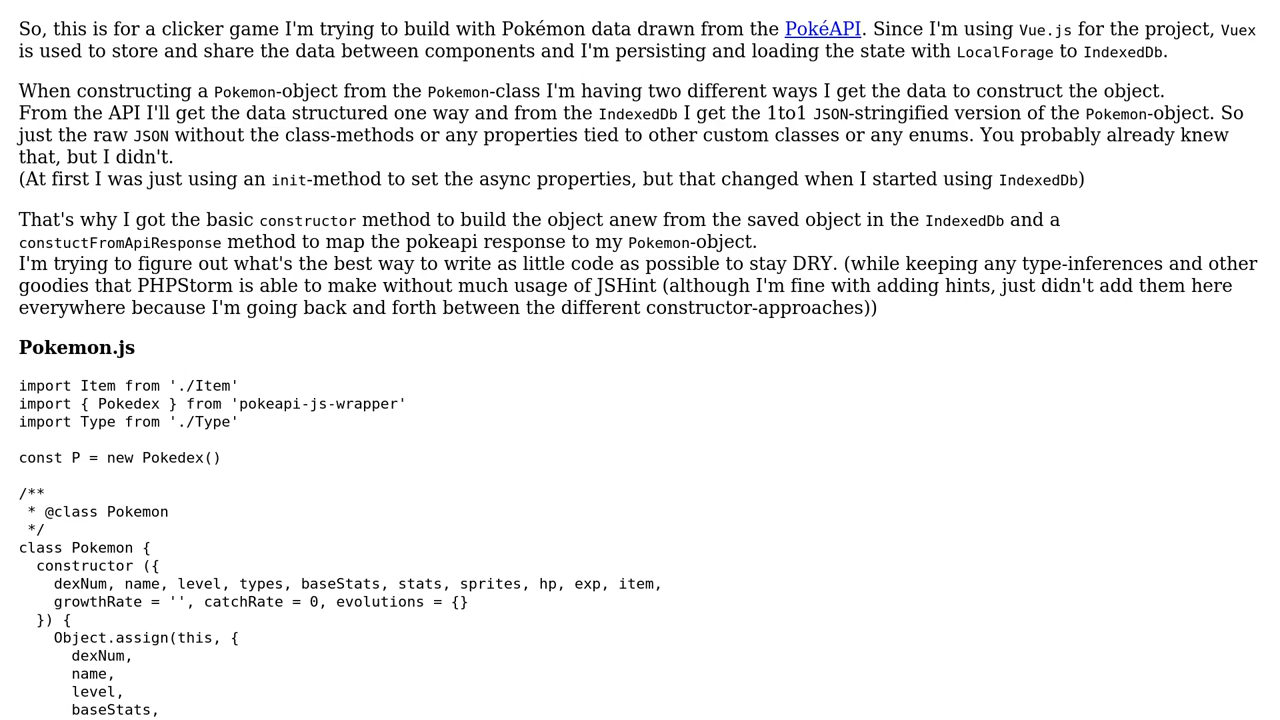 So, this is for a clicker game I'm trying to build with Pokémon data drawn from the PokéAPI. Since I'm using Vue.js for the project, Vuex
is used to store and share the data between components and I'm persisting and loading the state with LocalForage to IndexedDb.
When constructing a Pokemon-object from the Pokemon-class I'm having two different ways I get the data to construct the object.
From the API I'll get the data structured one way and from the IndexedDb I get the 1to1 JSON-stringified version of the Pokemon-object. So
just the raw JSON without the class-methods or any properties tied to other custom classes or any enums. You probably already knew
that, but I didn't.
(At first I was just using an init-method to set the async properties, but that changed when I started using IndexedDb)
That's why I got the basic constructor method to build the object anew from the saved object in the IndexedDb and a
constuctFromApiResponse method to map the pokeapi response to my Pokemon-object.
I'm trying to figure out what's the best way to write as little code as possible to stay DRY. (while keeping any type-inferences and other
goodies that PHPStorm is able to make without much usage of JSHint (although I'm fine with adding hints, just didn't add them here
everywhere because I'm going back and forth between the different constructor-approaches))
Pokemon.js
import Item from './Item'
import { Pokedex } from 'pokeapi-js-wrapper'
import Type from './Type'
const P = new Pokedex()
/**
 * @class Pokemon
 */
class Pokemon {
  constructor ({
    dexNum, name, level, types, baseStats, stats, sprites, hp, exp, item,
    growthRate = '', catchRate = 0, evolutions = {}
  }) {
    Object.assign(this, {
      dexNum,
      name,
      level,
      baseStats,